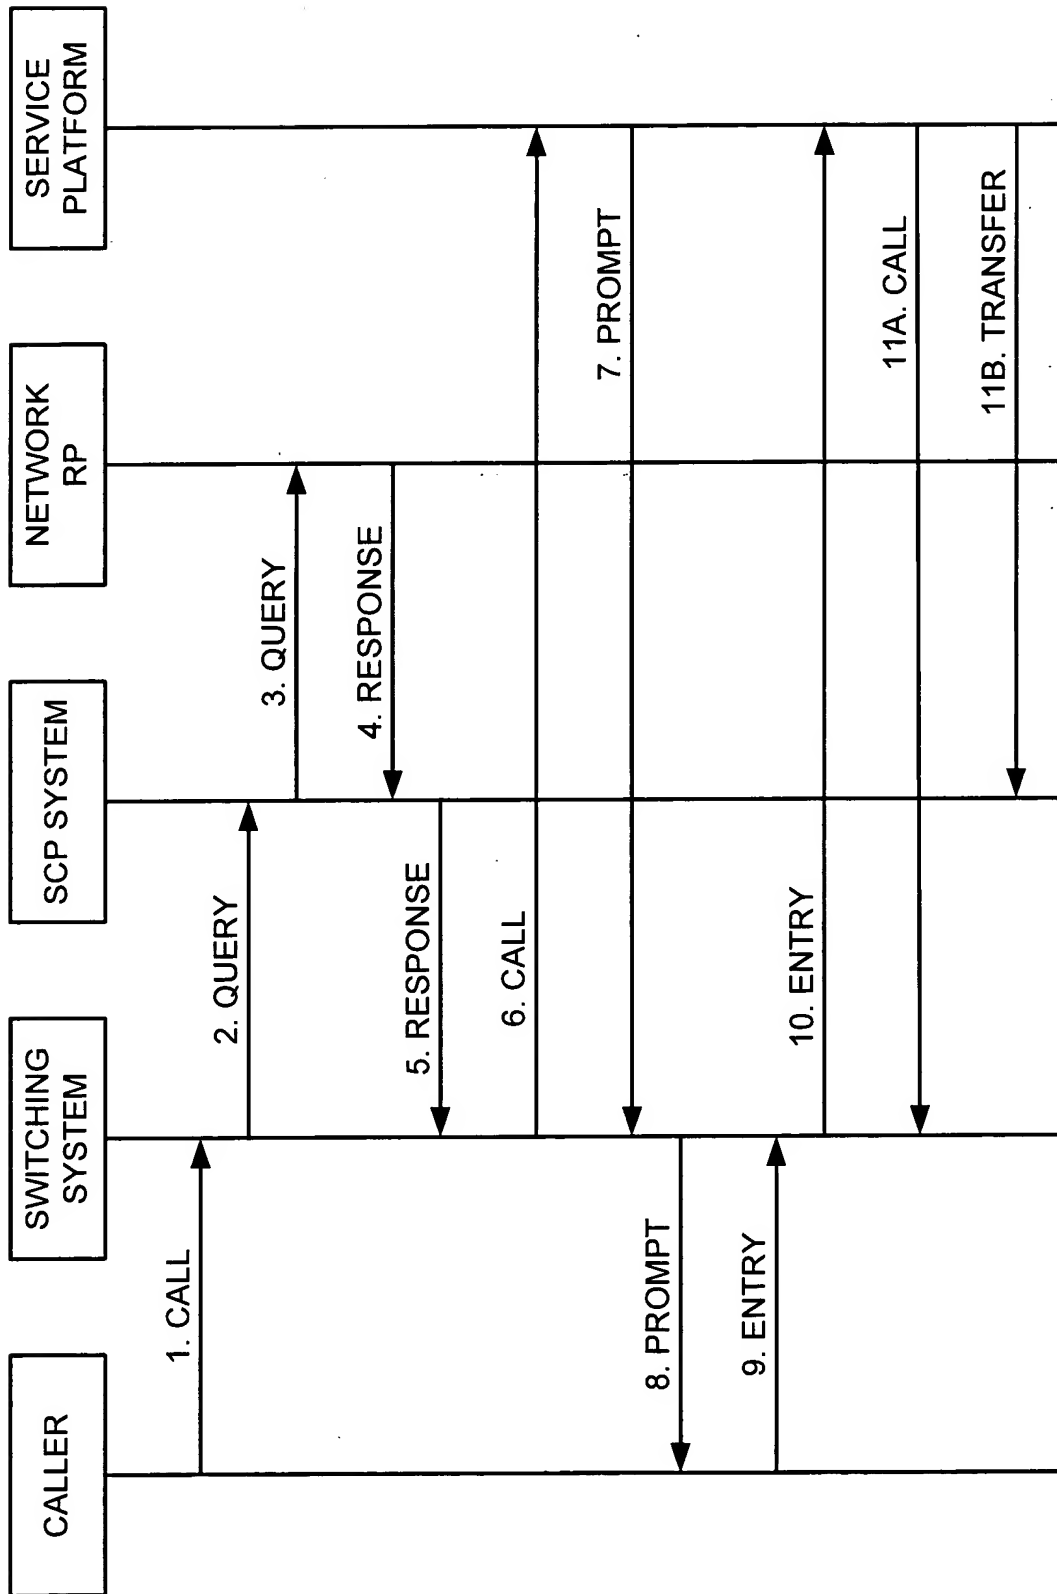 CALLER
SWITCHING
SYSTEM
SCP SYSTEM
NETWORK
RP
SERVICE
PLATFORM
1. CALL
2. QUERY
3. QUERY
4. RESPONSE
5. RESPONSE
6. CALL
7. PROMPT
8. PROMPT
9. ENTRY
10. ENTRY
11A. CALL
11B. TRANSFER